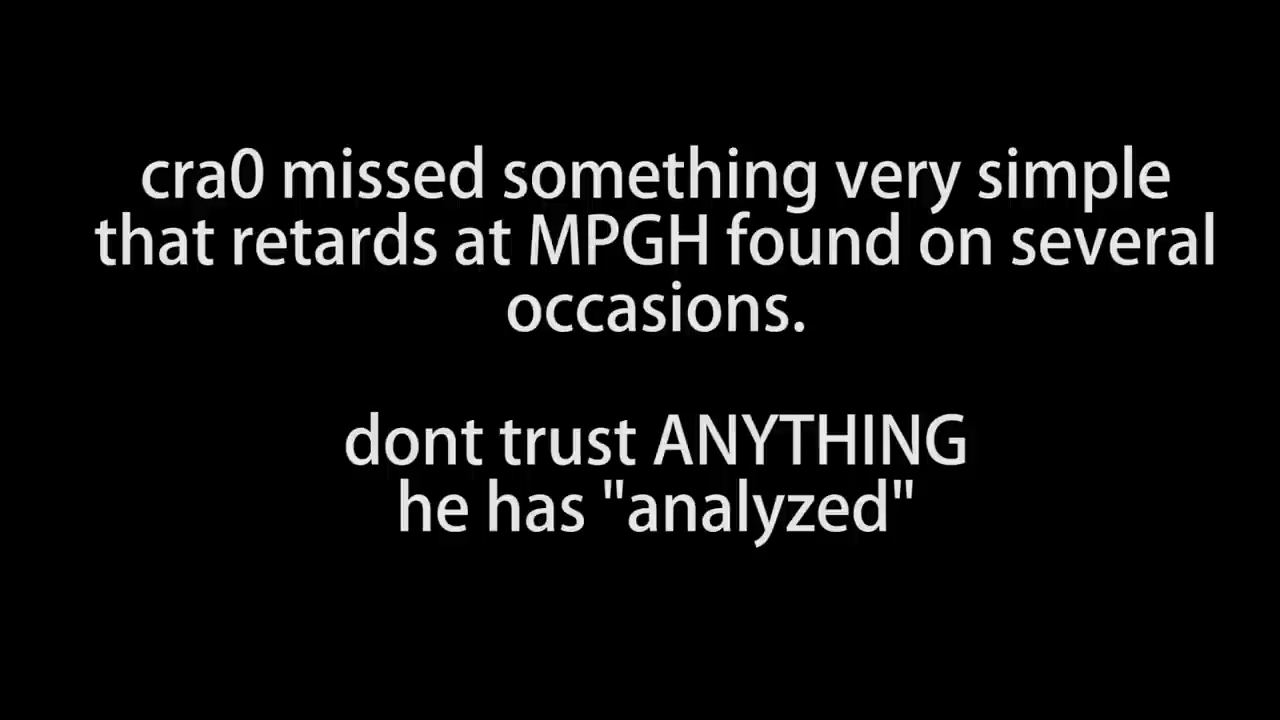 cra0 missed something very simple
that retards at MPGH found on several
occasions.
dont trust ANYTHING
he has "analyzed"